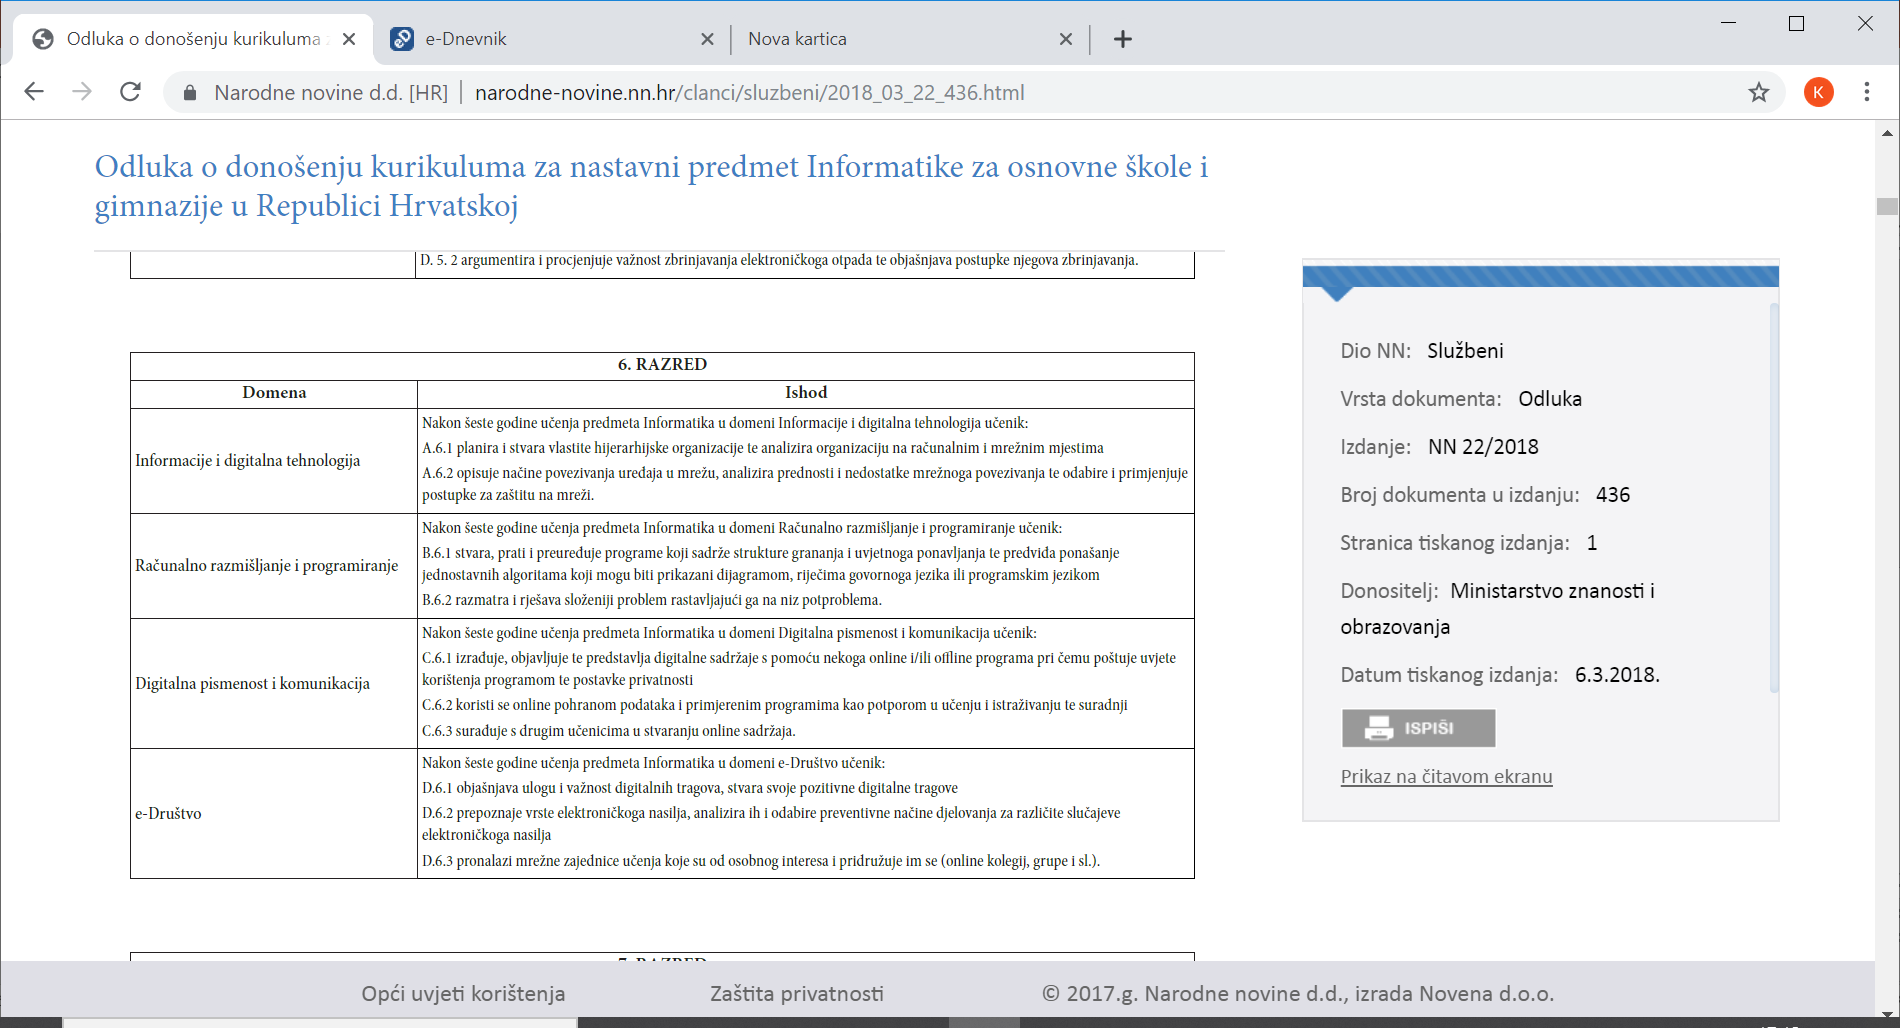 Odluka o donošenju kurikuluma
e-Dnevnik
Nova kartica
Narodne novine d.d. [HR]
narodne-novine.nn.hr/clanci/sluzbeni/2018_03_22_436.html
K
Odluka o donošenju kurikuluma za nastavni predmet Informatike za osnovne škole i
gimnazije u Republici Hrvatskoj
D. 5. 2 argumentira i procjenjuje važnost zbrinjavanja elektroničkoga otpada te objašnjava postupke njegova zbrinjavanja.
6. RAZRED
Domena
Ishod
Informacije i digitalna tehnologija
Nakon šeste godine učenja predmeta Informatika u domeni Informacije i digitalna tehnologija učenik:
A.6.1 planira i stvara vlastite hijerarhijske organizacije te analizira organizaciju na računalnim i mrežnim mjestima
A.6.2 opisuje načine povezivanja uređaja u mrežu, analizira prednosti i nedostatke mrežnoga povezivanja te odabire i primjenjuje
postupke za zaštitu na mreži.
Računalno razmišljanje i programiranje
Nakon šeste godine učenja predmeta Informatika u domeni Računalno razmišljanje i programiranje učenik:
B.6.1 stvara, prati i preuređuje programe koji sadrže strukture grananja i uvjetnoga ponavljanja te predviđa ponašanje
jednostavnih algoritama koji mogu biti prikazani dijagramom, riječima govornoga jezika ili programskim jezikom
B.6.2 razmatra i rješava složeniji problem rastavljajući ga na niz potproblema.
Digitalna pismenost i komunikacija
Nakon šeste godine učenja predmeta Informatika u domeni Digitalna pismenost i komunikacija učenik:
C.6.1 izrađuje, objavljuje te predstavlja digitalne sadržaje s pomoću nekoga online i/ili offline programa pri čemu poštuje uvjete
korištenja programom te postavke privatnosti
C.6.2 koristi se online pohranom podataka i primjerenim programima kao potporom u učenju i istraživanju te suradnji
C.6.3 surađuje s drugim učenicima u stvaranju online sadržaja.
e-Društvo
Nakon šeste godine učenja predmeta Informatika u domeni e-Društvo učenik:
D.6.1 objašnjava ulogu i važnost digitalnih tragova, stvara svoje pozitivne digitalne tragove
D.6.2 prepoznaje vrste elektroničkoga nasilja, analizira ih i odabire preventivne načine djelovanja za različite slučajeve
elektroničkoga nasilja
D.6.3 pronalazi mrežne zajednice učenja koje su od osobnog interesa i pridružuje im se (online kolegij, grupe i sl.).
7. RAZRED
Dio NN: Službeni
Vrsta dokumenta: Odluka
Izdanje: NN 22/2018
Broj dokumenta u izdanju: 436
Stranica tiskanog izdanja: 1
Donositelj: Ministarstvo znanosti i
obrazovanja
Datum tiskanog izdanja: 6.3.2018.
ISPIŠI
Prikaz na čitavom ekranu
Opći uvjeti korištenja
Zaštita privatnosti
© 2017.g. Narodne novine d.d., izrada Novena d.o.o.